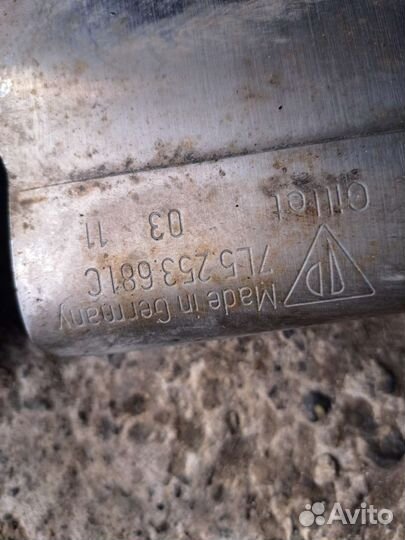 Gillet
03 11
7L5.253.681C
Made in Germany
Avito